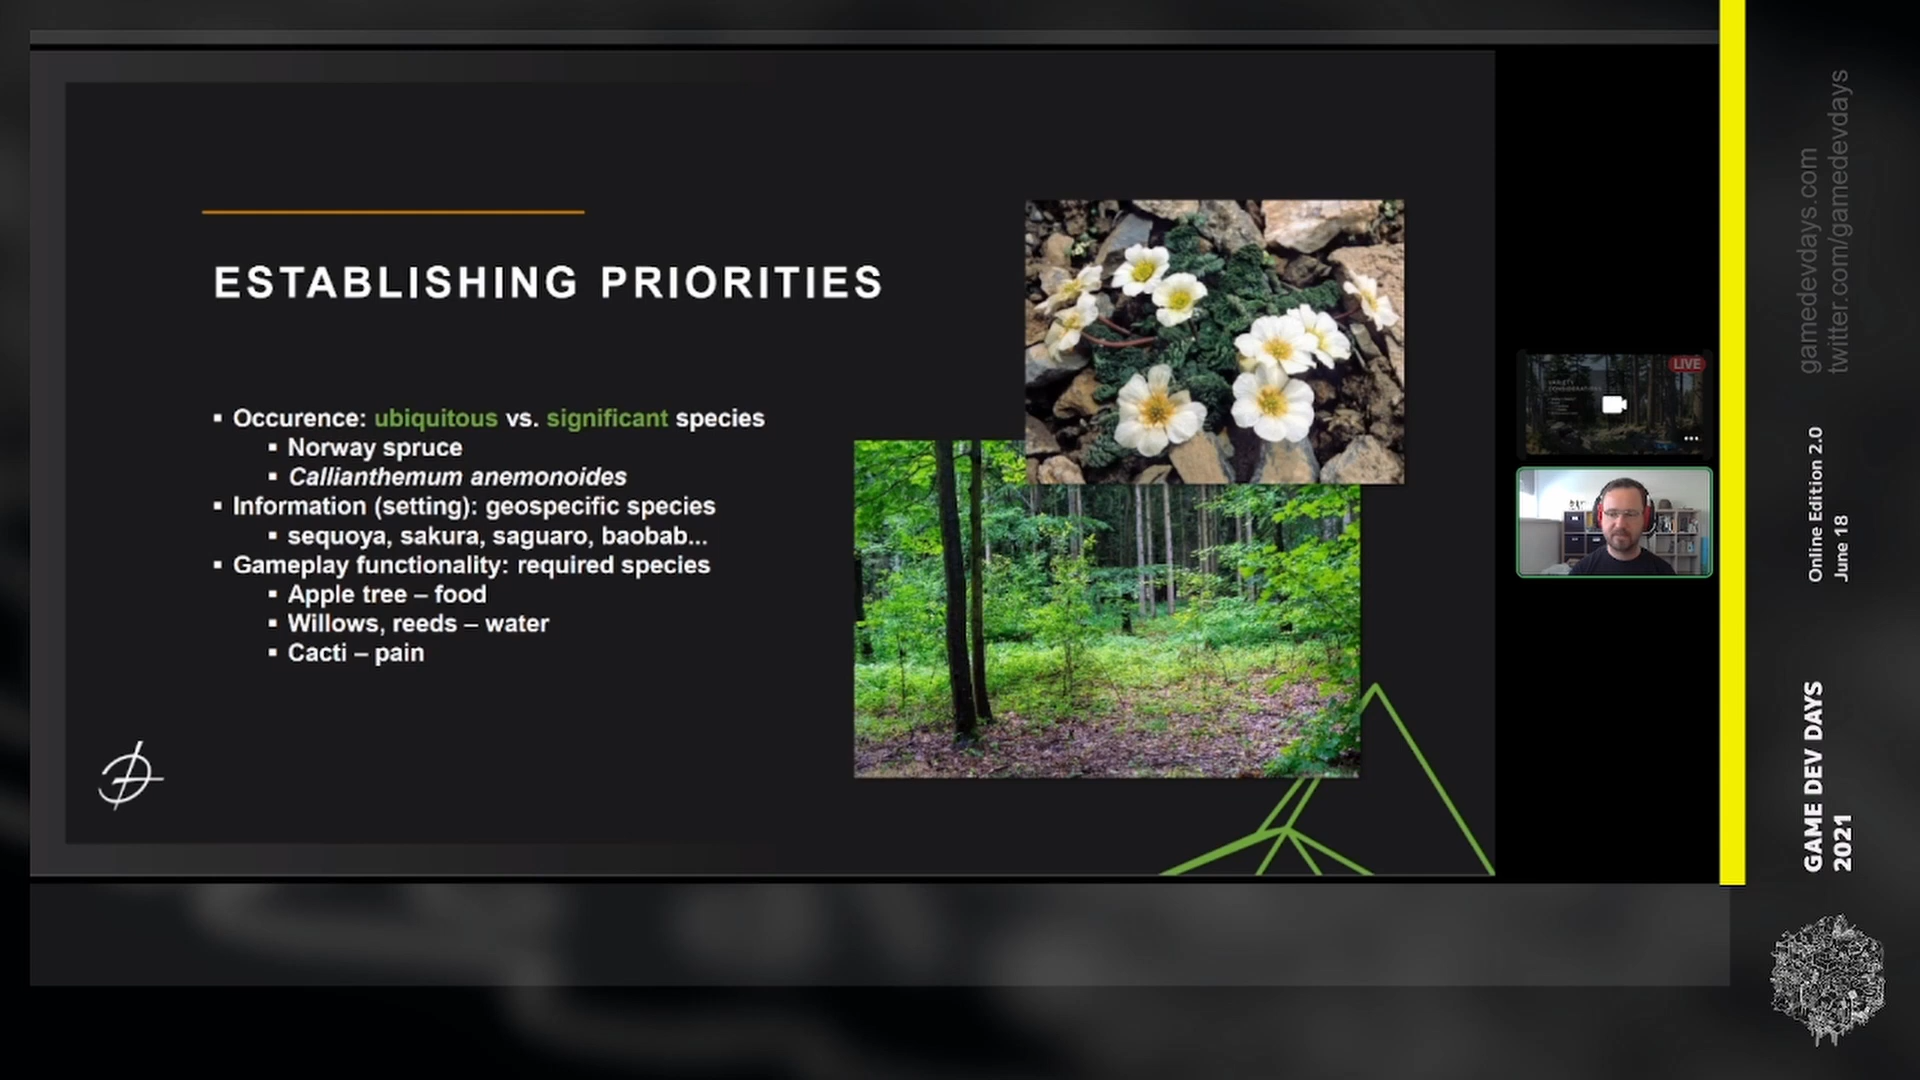 ESTABLISHING PRIORITIES
Occurence: ubiquitous vs. significant species
Norway spruce
Callianthemum anemonoides
Information (setting): geospecific species
sequoya, sakura, saguaro, baobab...
Gameplay functionality: required species
Apple tree – food
Willows, reeds – water
Cacti – pain
LIVE
gamedevdays.com
twitter.com/gamedevdays
Online Edition 2.0
June 18
GAME DEV DAYS
2021